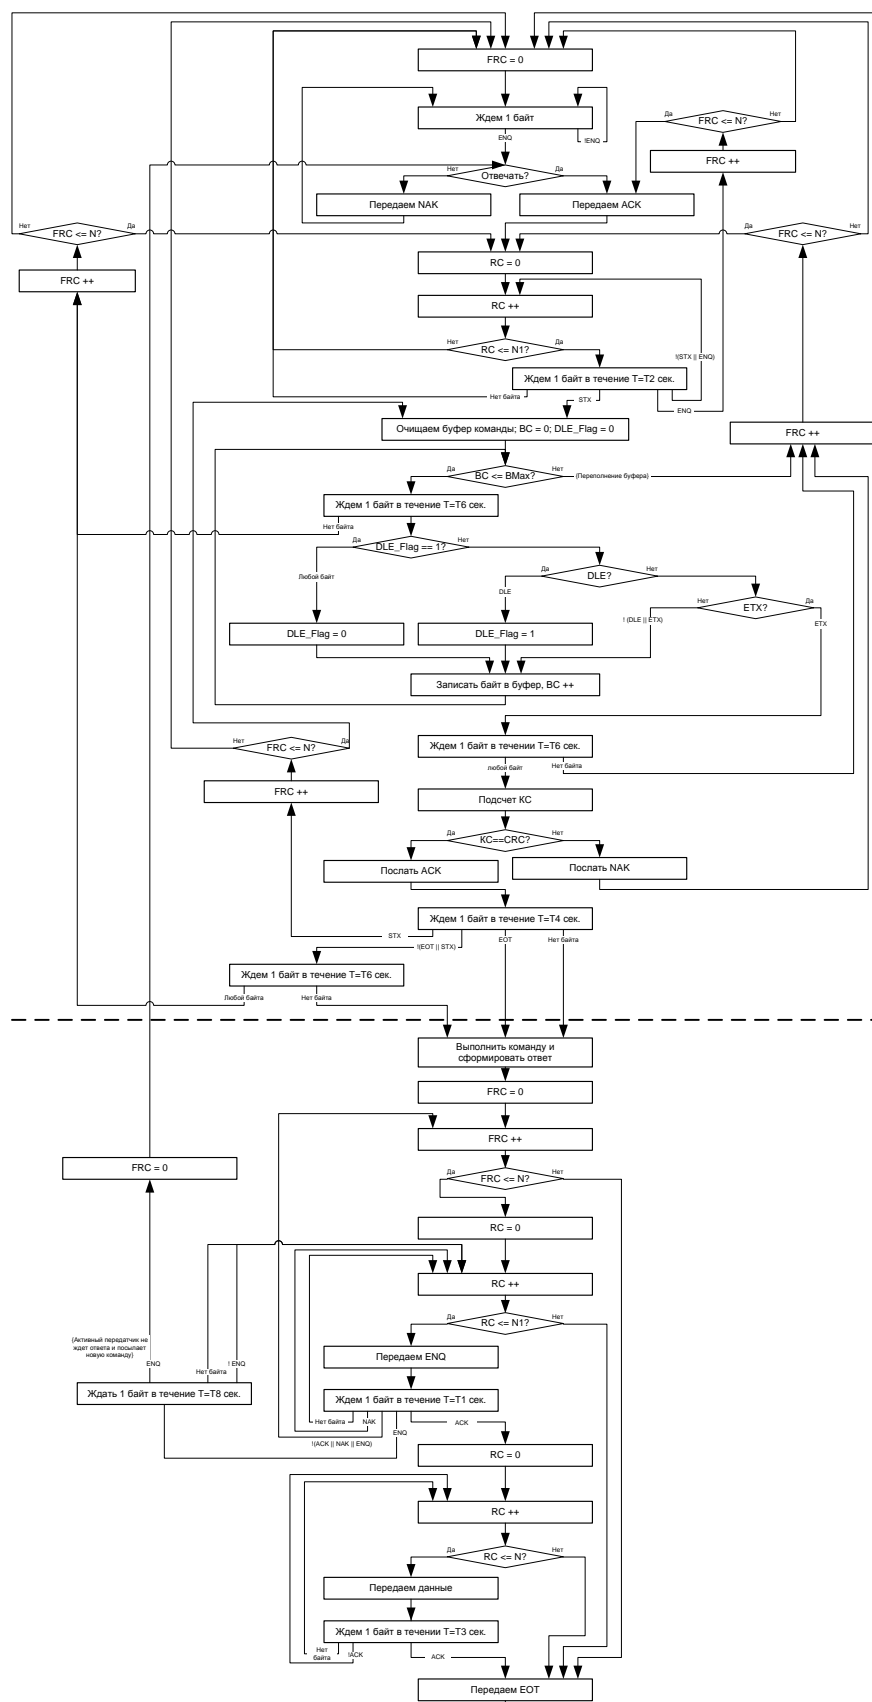 FRC = 0
Ждем 1 байт
ENQ
!ENQ
Да
FRC <= N?
Нет
FRC ++
Нет
Отвечать?
Да
Передаем NAK
Передаем ACK
Нет
FRC <= N?
Да
Да
FRC <= N?
Нет
RC = 0
FRC ++
RC ++
Нет
RC <= N1?
Да
!(STX || ENQ)
Ждем 1 байт в течение T=T2 сек.
Нет байта
STX
ENQ
Очищаем буфер команды; BC = 0; DLE_Flag = 0
FRC ++
Да
BC <= BMax?
Нет
(Переполнение буфера)
Ждем 1 байт в течение T=T6 сек.
Нет байта
Да
DLE_Flag == 1?
Нет
Любой байт
Да
DLE?
Нет
DLE
Нет
ETX?
Да
! (DLE || ETX)
ETX
DLE_Flag = 0
DLE_Flag = 1
Записать байт в буфер, BC ++
Нет
FRC <= N?
Да
Ждем 1 байт в течении T=T6 сек.
любой байт
Нет байта
FRC ++
Подсчет КС
Да
КС==CRC?
Нет
Послать ACK
Послать NAK
Ждем 1 байт в течение T=T4 сек.
STX
!(EOT || STX)
EOT
Нет байта
Ждем 1 байт в течение T=T6 сек.
Любой байта
Нет байта
Выполнить команду и
сформировать ответ
FRC = 0
FRC ++
FRC = 0
Да
FRC <= N?
Нет
RC = 0
RC ++
Да
RC <= N1?
Нет
(Активный передатчик не
ждет ответа и посылает
новую команду)
ENQ
Нет байта
! ENQ
Передаем ENQ
Ждать 1 байт в течение T=T8 сек.
Ждем 1 байт в течение T=T1 сек.
Нет байта
NAK
!(ACK || NAK || ENQ)
ENQ
ACK
RC = 0
RC ++
Да
RC <= N?
Нет
Передаем данные
Ждем 1 байт в течении T=T3 сек.
Нет
байта
!ACK
ACK
Передаем EOT